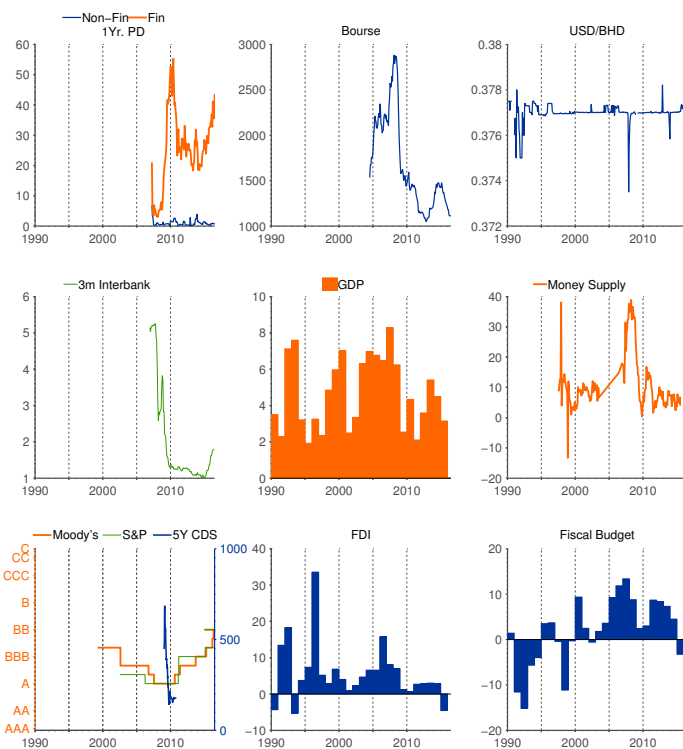 Non-Fin Fin
1Yr. PD Bourse USD/BHD
60 3000 0.38
50 2500 0.378
40
30 2000 0.376
20 1500 0.374
10
0 1000 0.372
1990 2000 2010 1990 2000 2010 1990 2000 2010
3m Interbank GDP Money Supply
6 10 40
5 8 30
4 6 20
10
3 4 0
2 2 −10
1 0 −20
1990 2000 2010 1990 2000 2010 1990 2000 2010
Moody's S&P 5Y CDS FDI Fiscal Budget
C 1000 40 20
CC
CCC 30 10
B
BB 500 20
BBB 10 0
A
AA 0 −10
AAA 0 −10 −20
1990 2000 2010 1990 2000 2010 1990 2000 2010